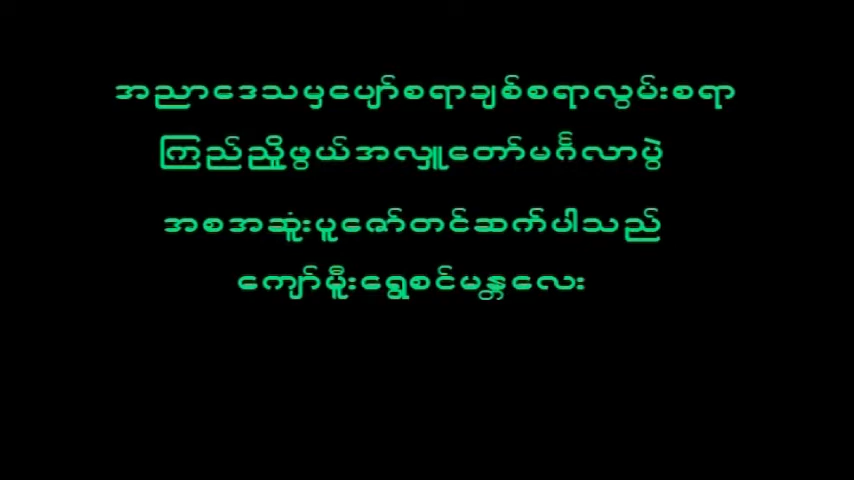 အညာဒေသမှပျော်စရာချစ်စရာလွမ်းစရာ
ကြည်ညှို့ဖွယ်အလှူတော်မင်္ဂလာပွဲ
အစအဆုံးပူဇော်တင်ဆက်ပါသည်
ကျော်မှီးရွှေစင်မန္တလေး